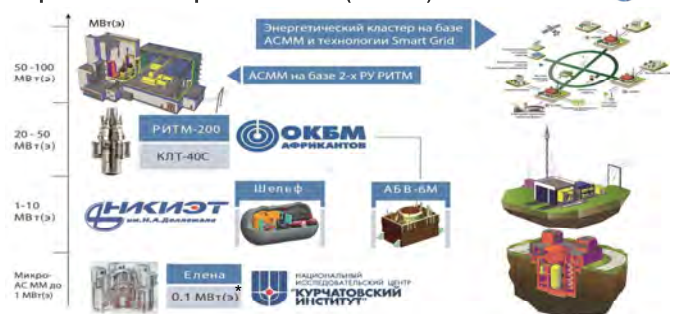 МВт(э)
Энергетический кластер на базе
АСММ и технологии Smart Grid
50-100
МВт(э)
АСММ на базе 2-х РУ РИТМ
20-50
МВт(э)
РИТМ-200
КЛТ-40С
ОКБМ
АФРИКАНТОВ
1-10
МВт(э)
НИКИЭТ
им. Н.А. Доллежаля
Шельф
АБВ-6М
Микро-
АСММ до
1 МВт(э)
Елена
0.1 МВт(э)*
НАЦИОНАЛЬНЫЙ
ИССЛЕДОВАТЕЛЬСКИЙ ЦЕНТР
"КУРЧАТОВСКИЙ
ИНСТИТУТ"